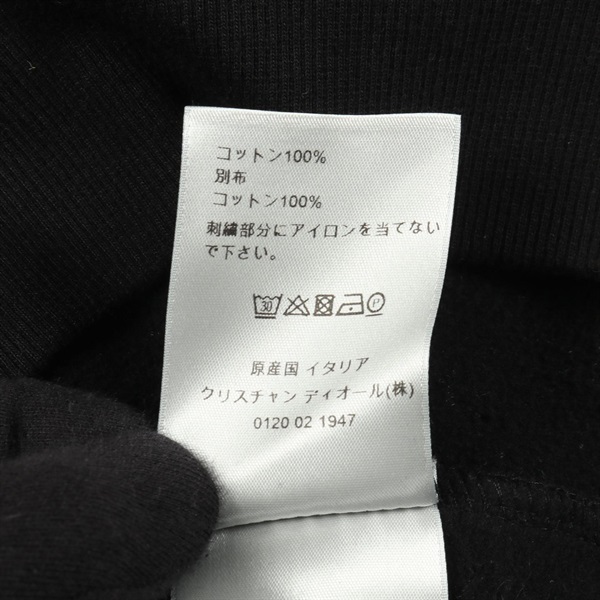 コットン100%
別布
コットン100%
刺繍部分にアイロンを当てない
で下さい。
30 P
原産国 イタリア
クリスチャン ディオール(株)
0120 02 1947